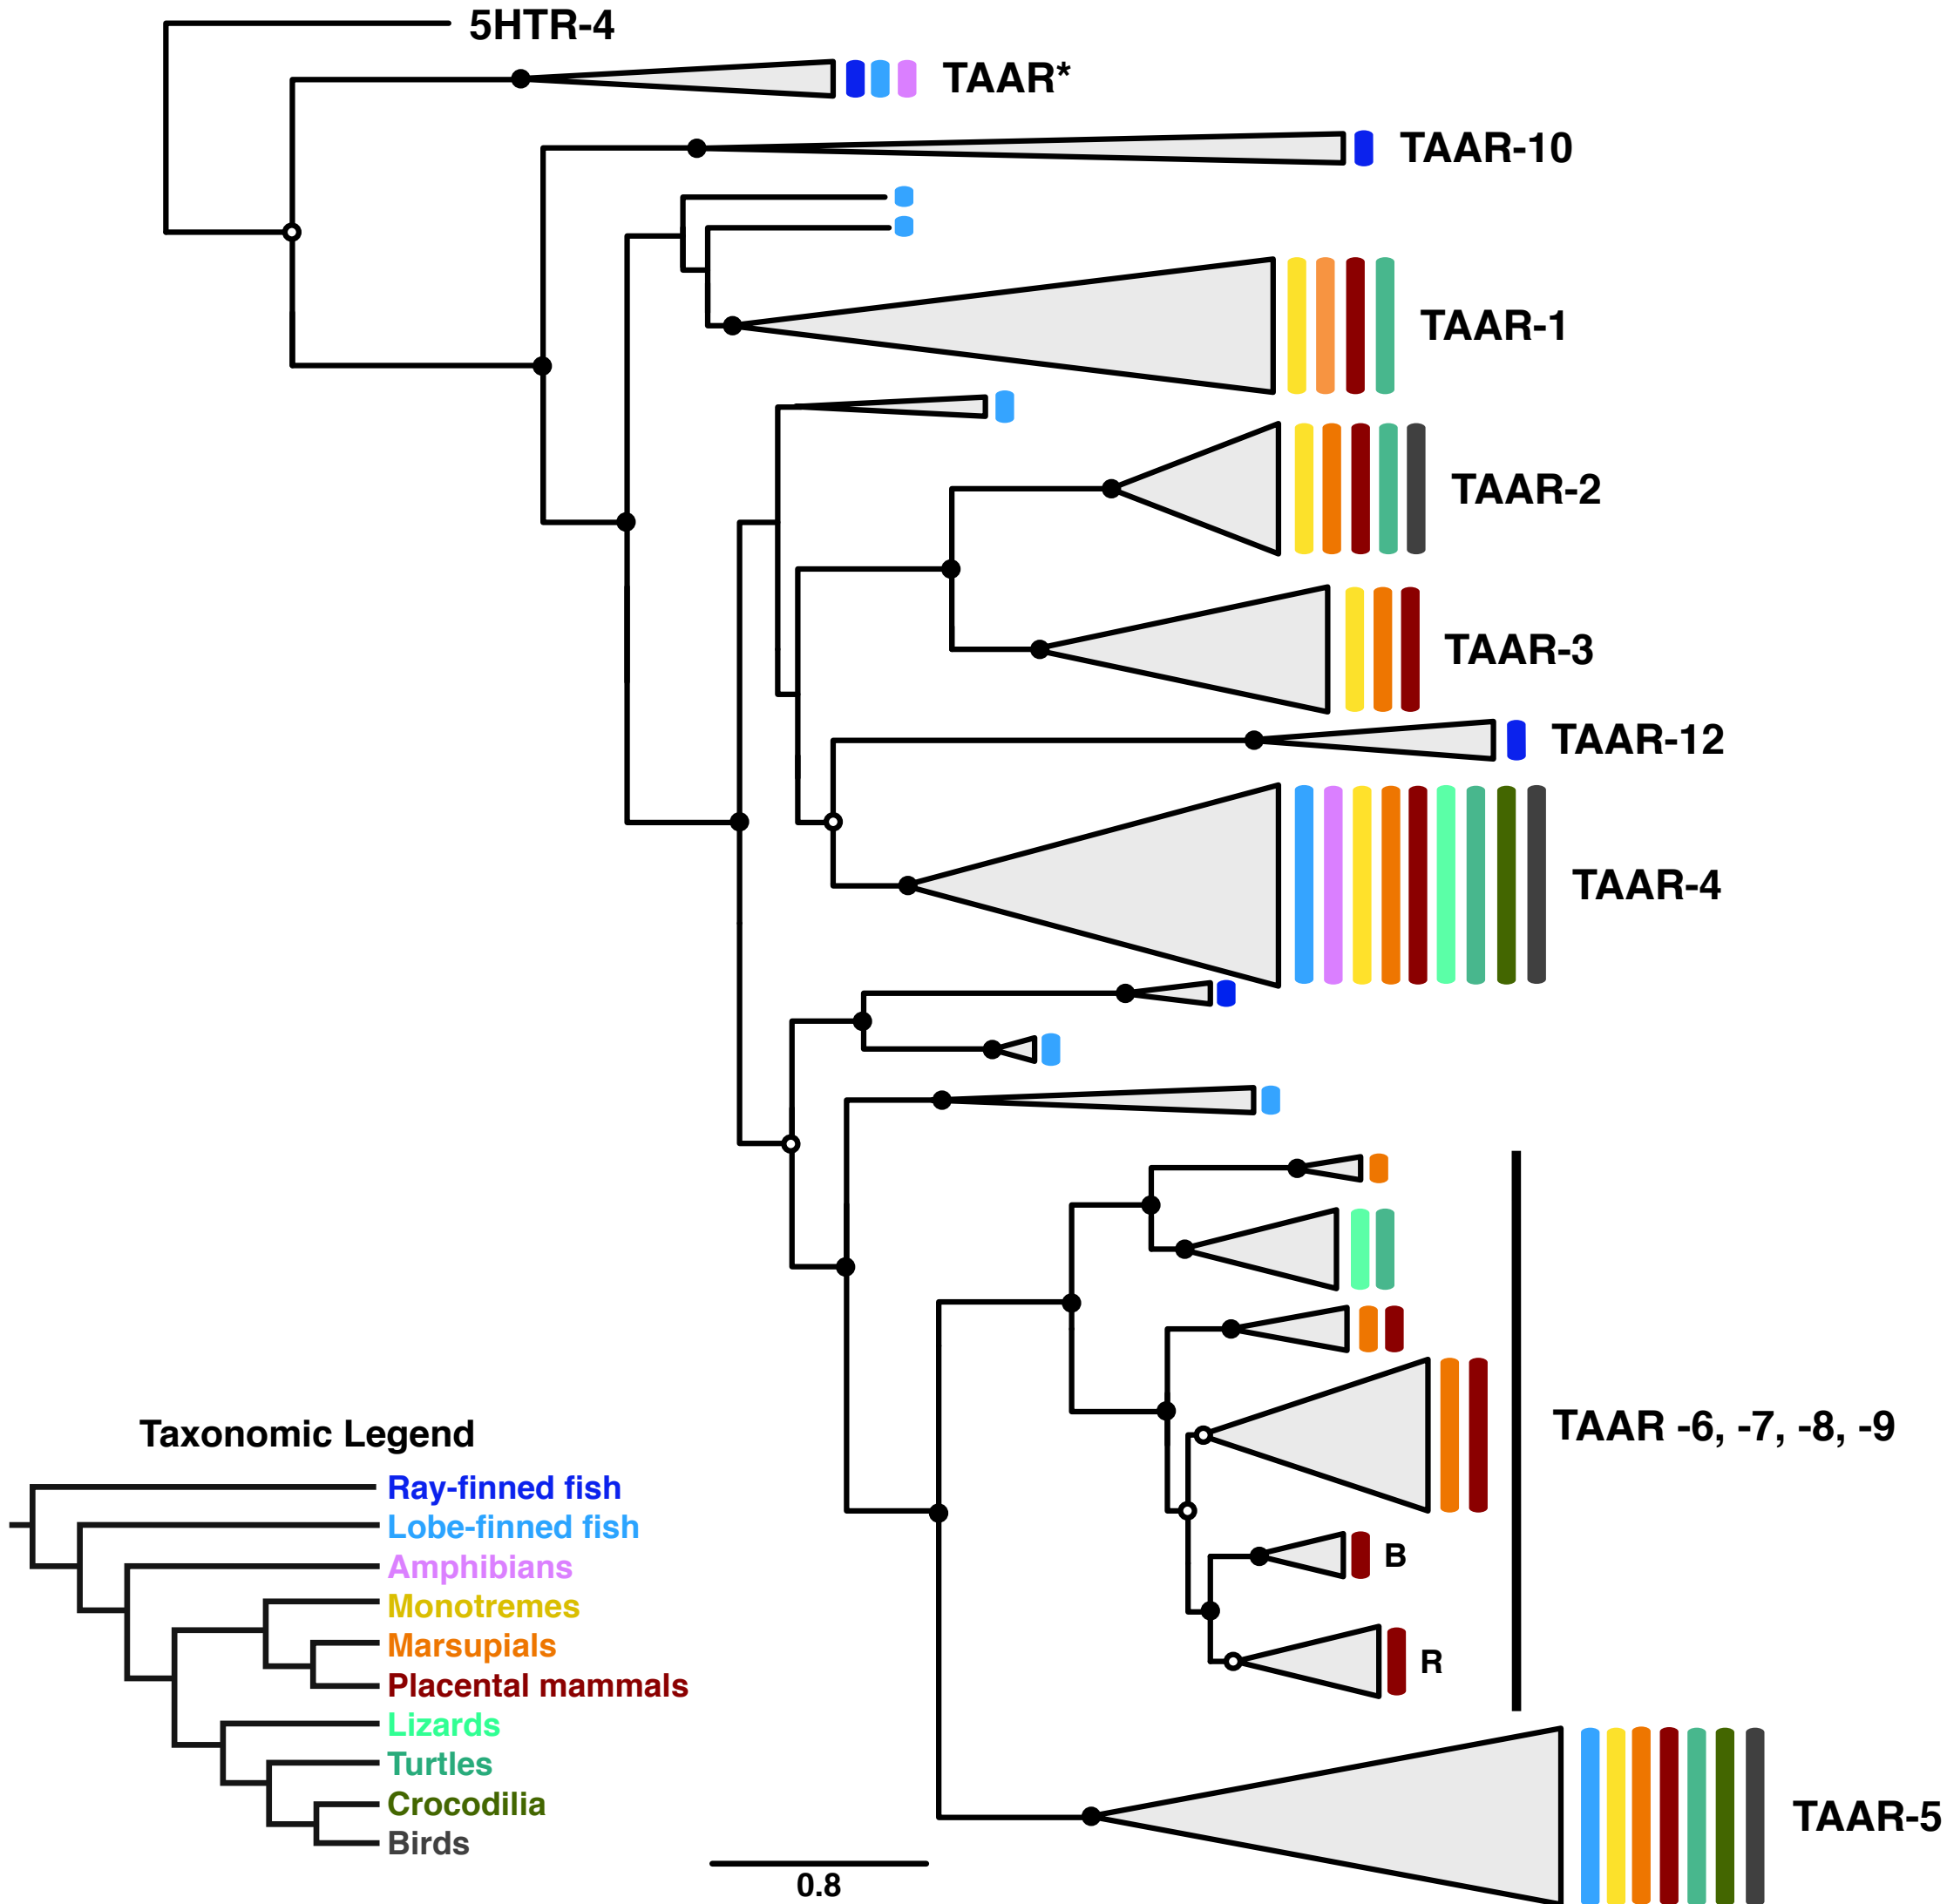 5HTR-4
TAAR*
TAAR-10
TAAR-1
TAAR-2
TAAR-3
TAAR-12
TAAR-4
TAAR -6, -7, -8, -9
B
R
TAAR-5
Taxonomic Legend
Ray-finned fish
Lobe-finned fish
Amphibians
Monotremes
Marsupials
Placental mammals
Lizards
Turtles
Crocodilia
Birds
0.8